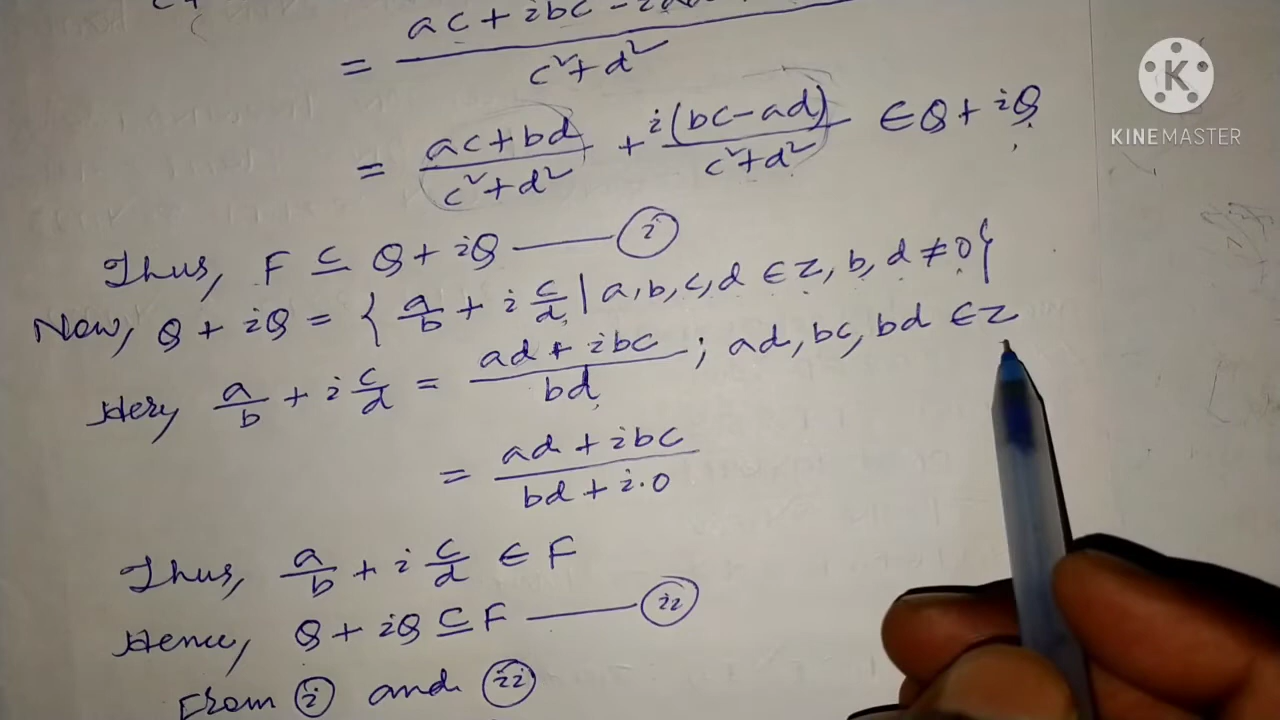 = ac + ibc - i
c²+d²
= ac+bd / c²+d² + i(bc-ad) / c²+d² ∈ Q + iQ
K
KINEMASTER
Thus, F ⊆ Q + iQ —— (i)
Now, Q + iQ = { a/b + i c/d | a,b,c,d ∈ Z, b,d ≠ 0}
Here, a/b + i c/d = ad + ibc / bd ; ad, bc, bd ∈ Z
= ad + ibc / bd + i.0
Thus, a/b + i c/d ∈ F
Hence, Q + iQ ⊆ F —— (ii)
From (i) and (ii)